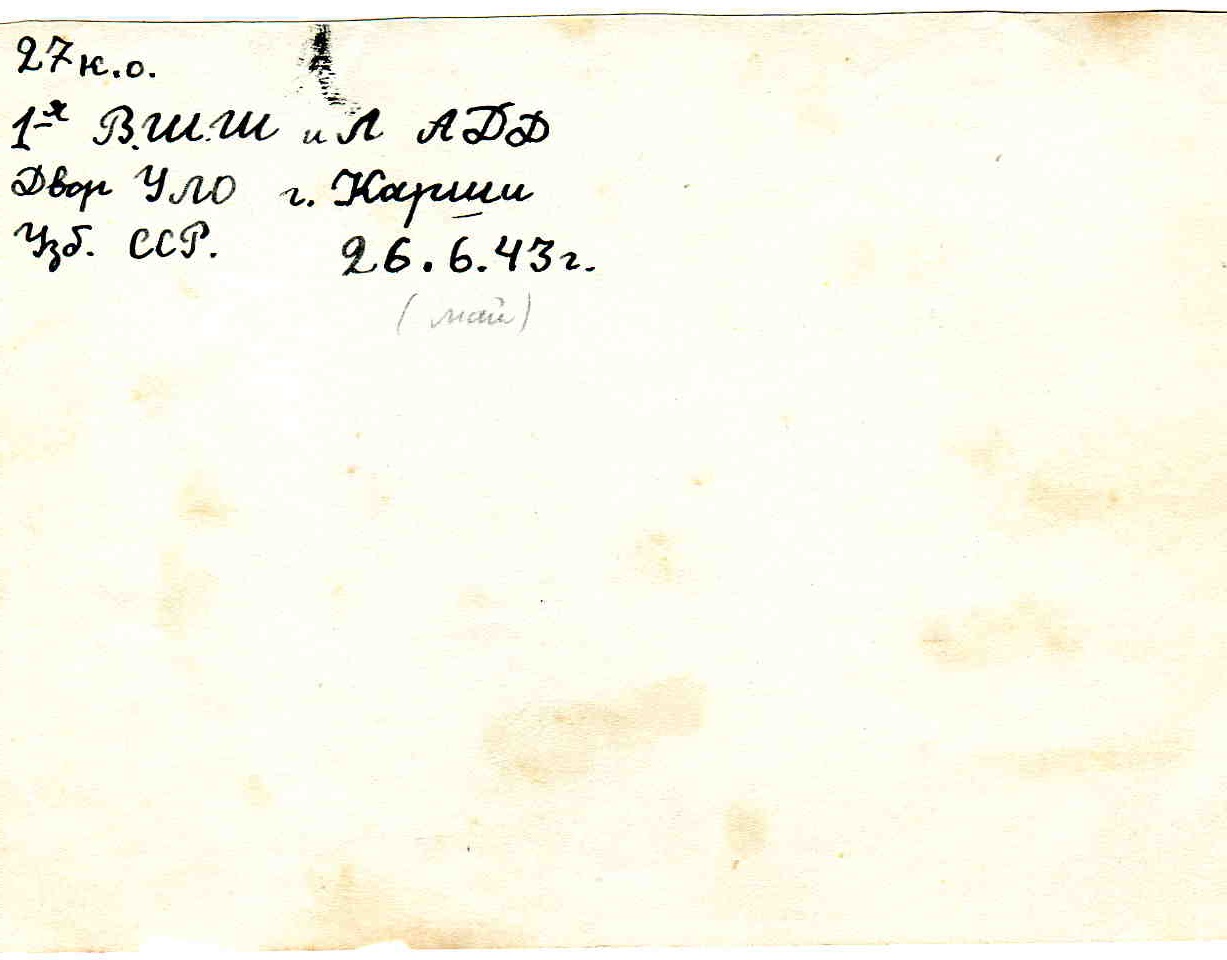 27 к.о.
1-я В.Ш.Ш и Л АДД
Двор УЛО г. Карши
Узб. ССР. 26.6.43г.
(май)